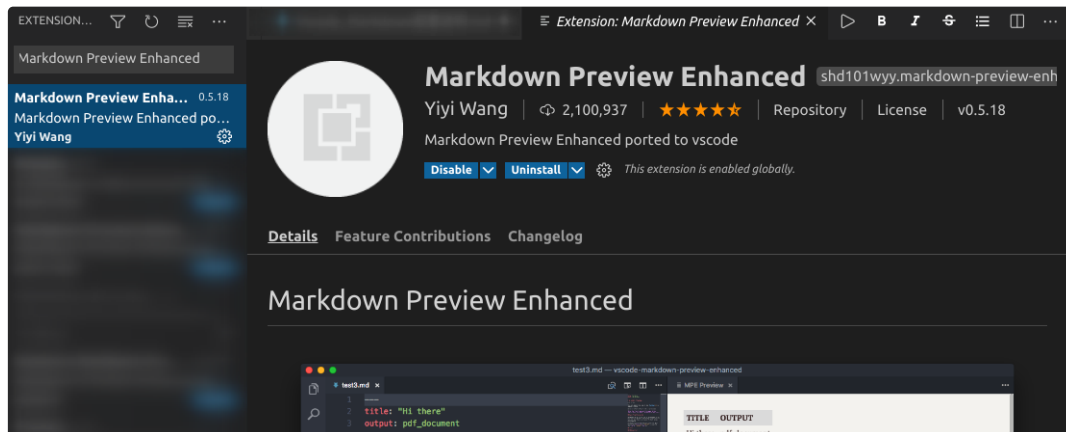 EXTENSION...
Extension: Markdown Preview Enhanced
Markdown Preview Enhanced
Markdown Preview Enha... 0.5.18
Markdown Preview Enhanced po...
Yiyi Wang
Markdown Preview Enhanced shd101wyy.markdown-preview-enh
Yiyi Wang 2,100,937 Repository License v0.5.18
Markdown Preview Enhanced ported to vscode
Disable Uninstall This extension is enabled globally.
Details Feature Contributions Changelog
Markdown Preview Enhanced
test3.md — vscode-markdown-preview-enhanced
test3.md MPE Preview
1 ----
2 title: "Hi there"
3 output: pdf_document
TITLE OUTPUT